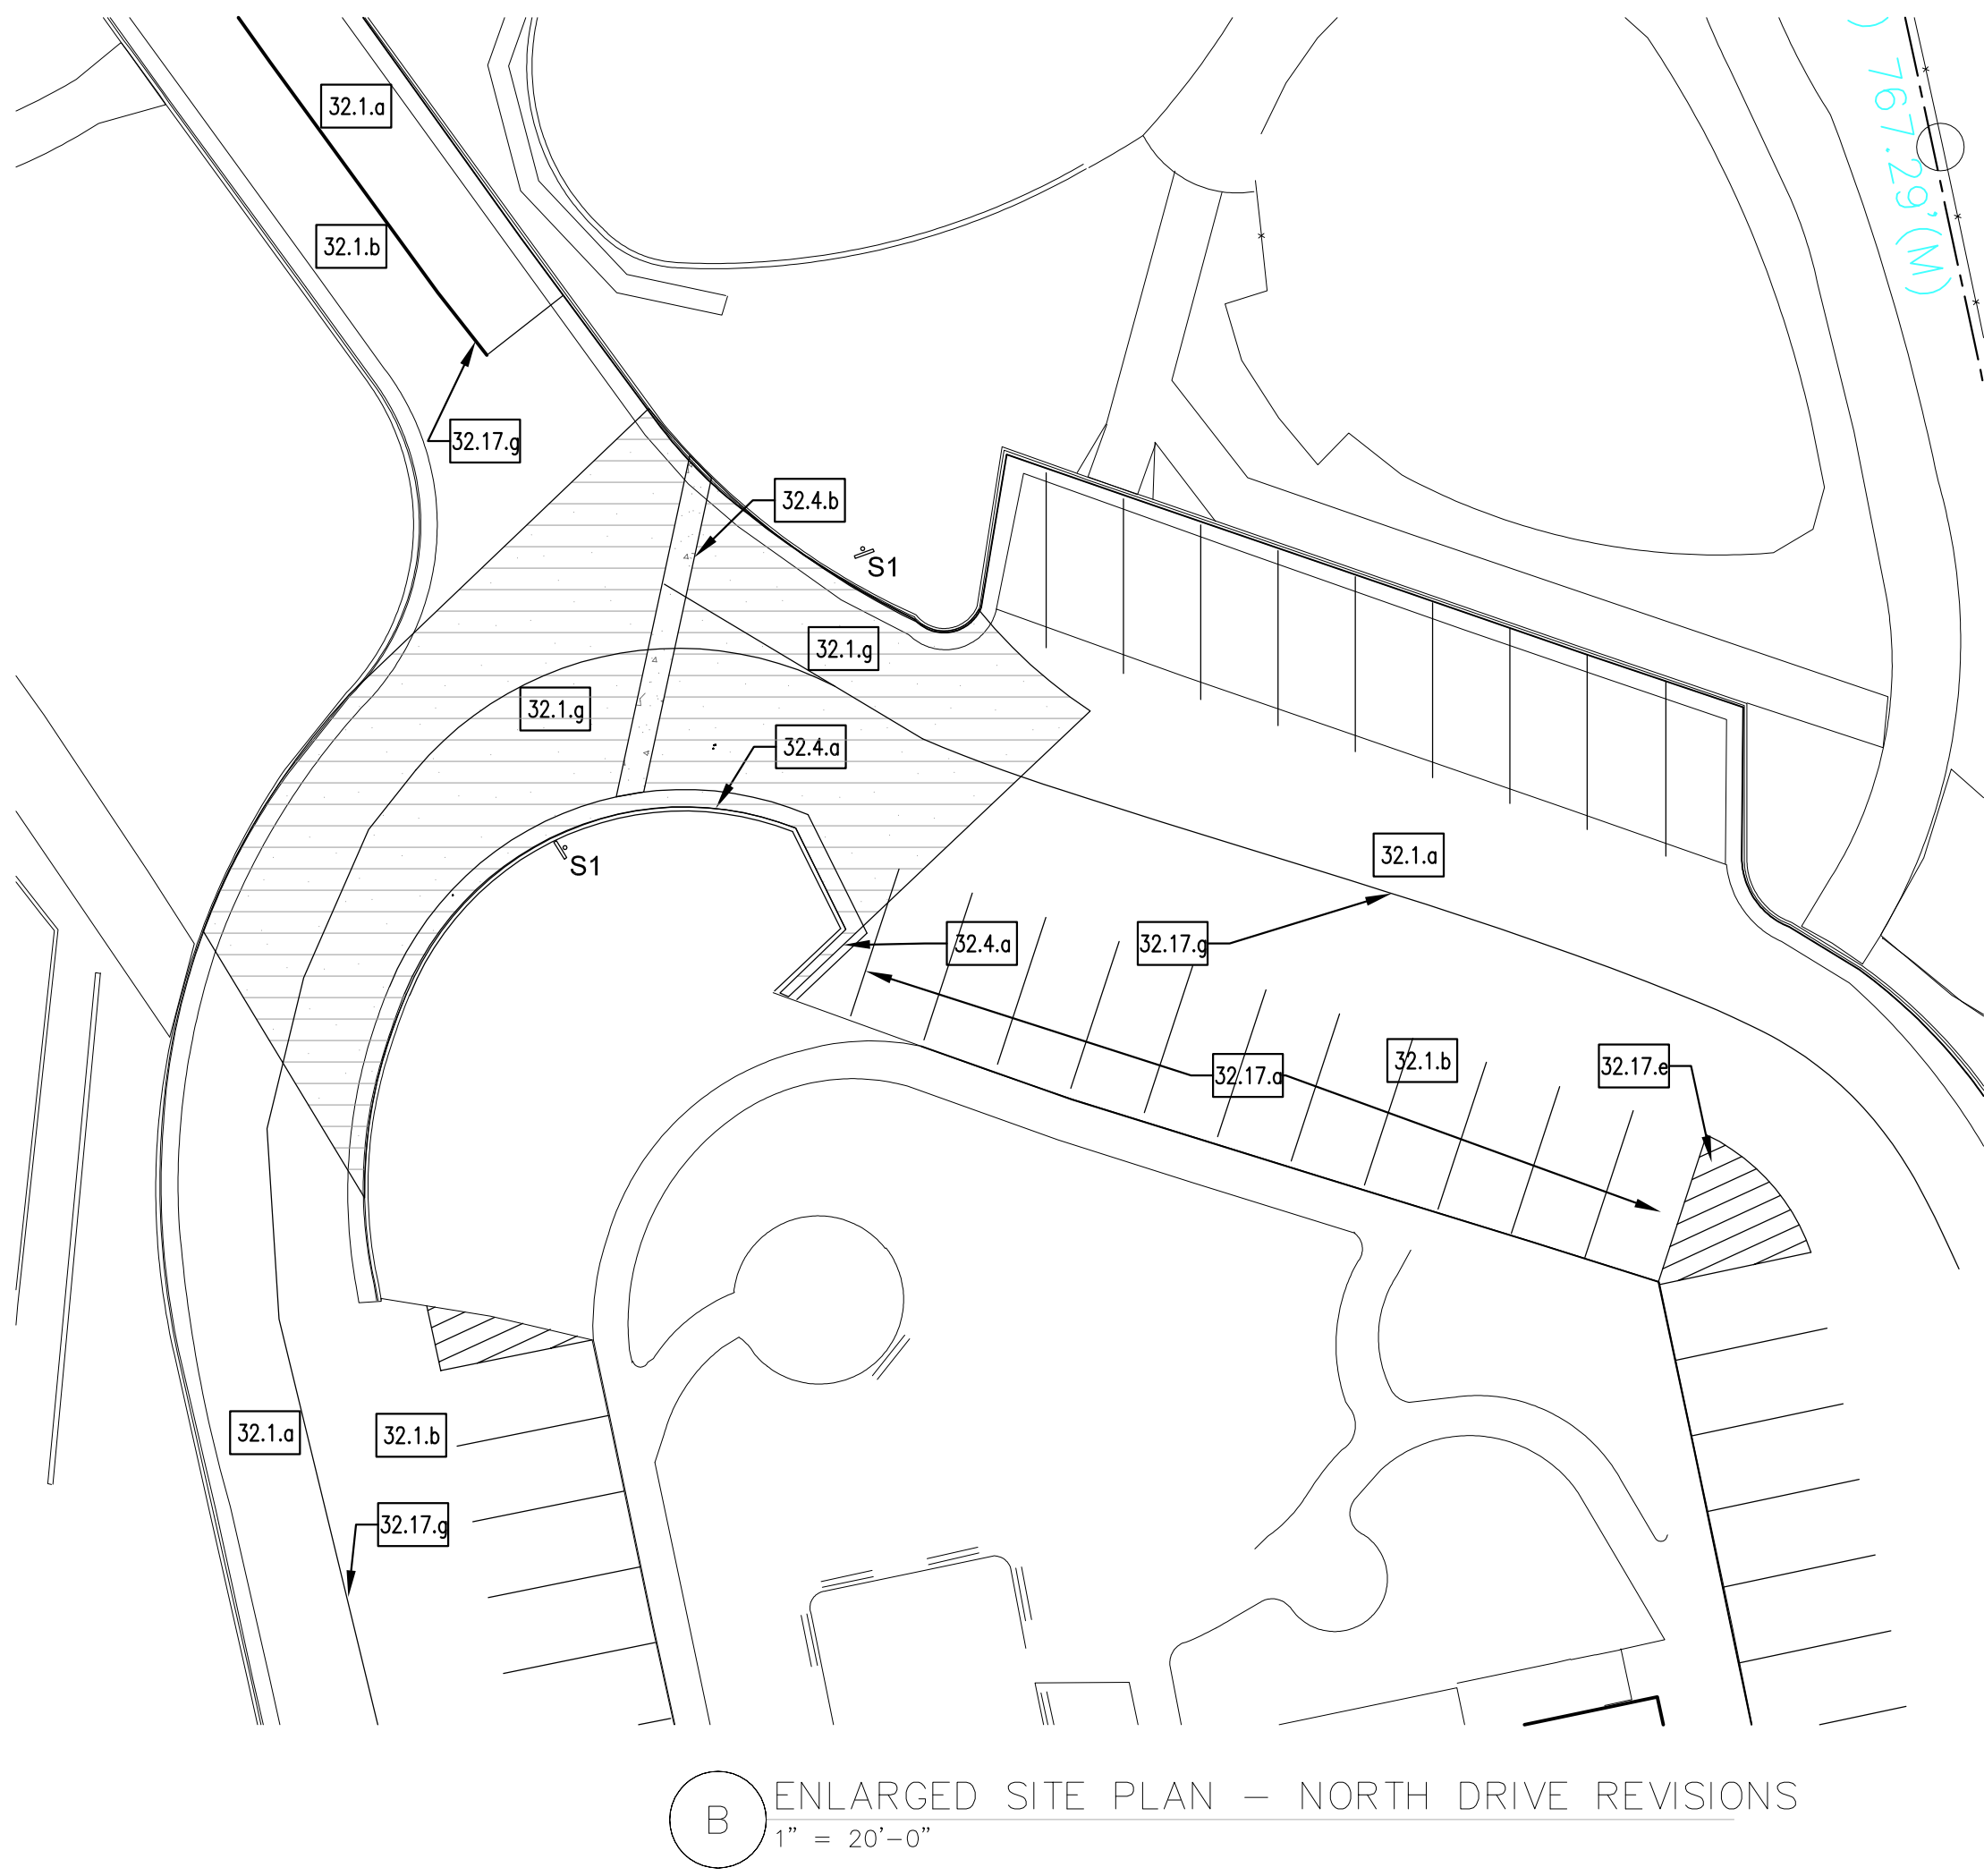 ) 767.29'(M)
32.1.a
32.1.b
32.17.g
32.4.b
S1
32.1.g
32.1.g
32.4.a
S1
32.1.a
32.4.a
32.17.g
32.17.a
32.1.b
32.17.e
32.1.a
32.1.b
32.17.g
B
ENLARGED SITE PLAN – NORTH DRIVE REVISIONS
1" = 20'-0"